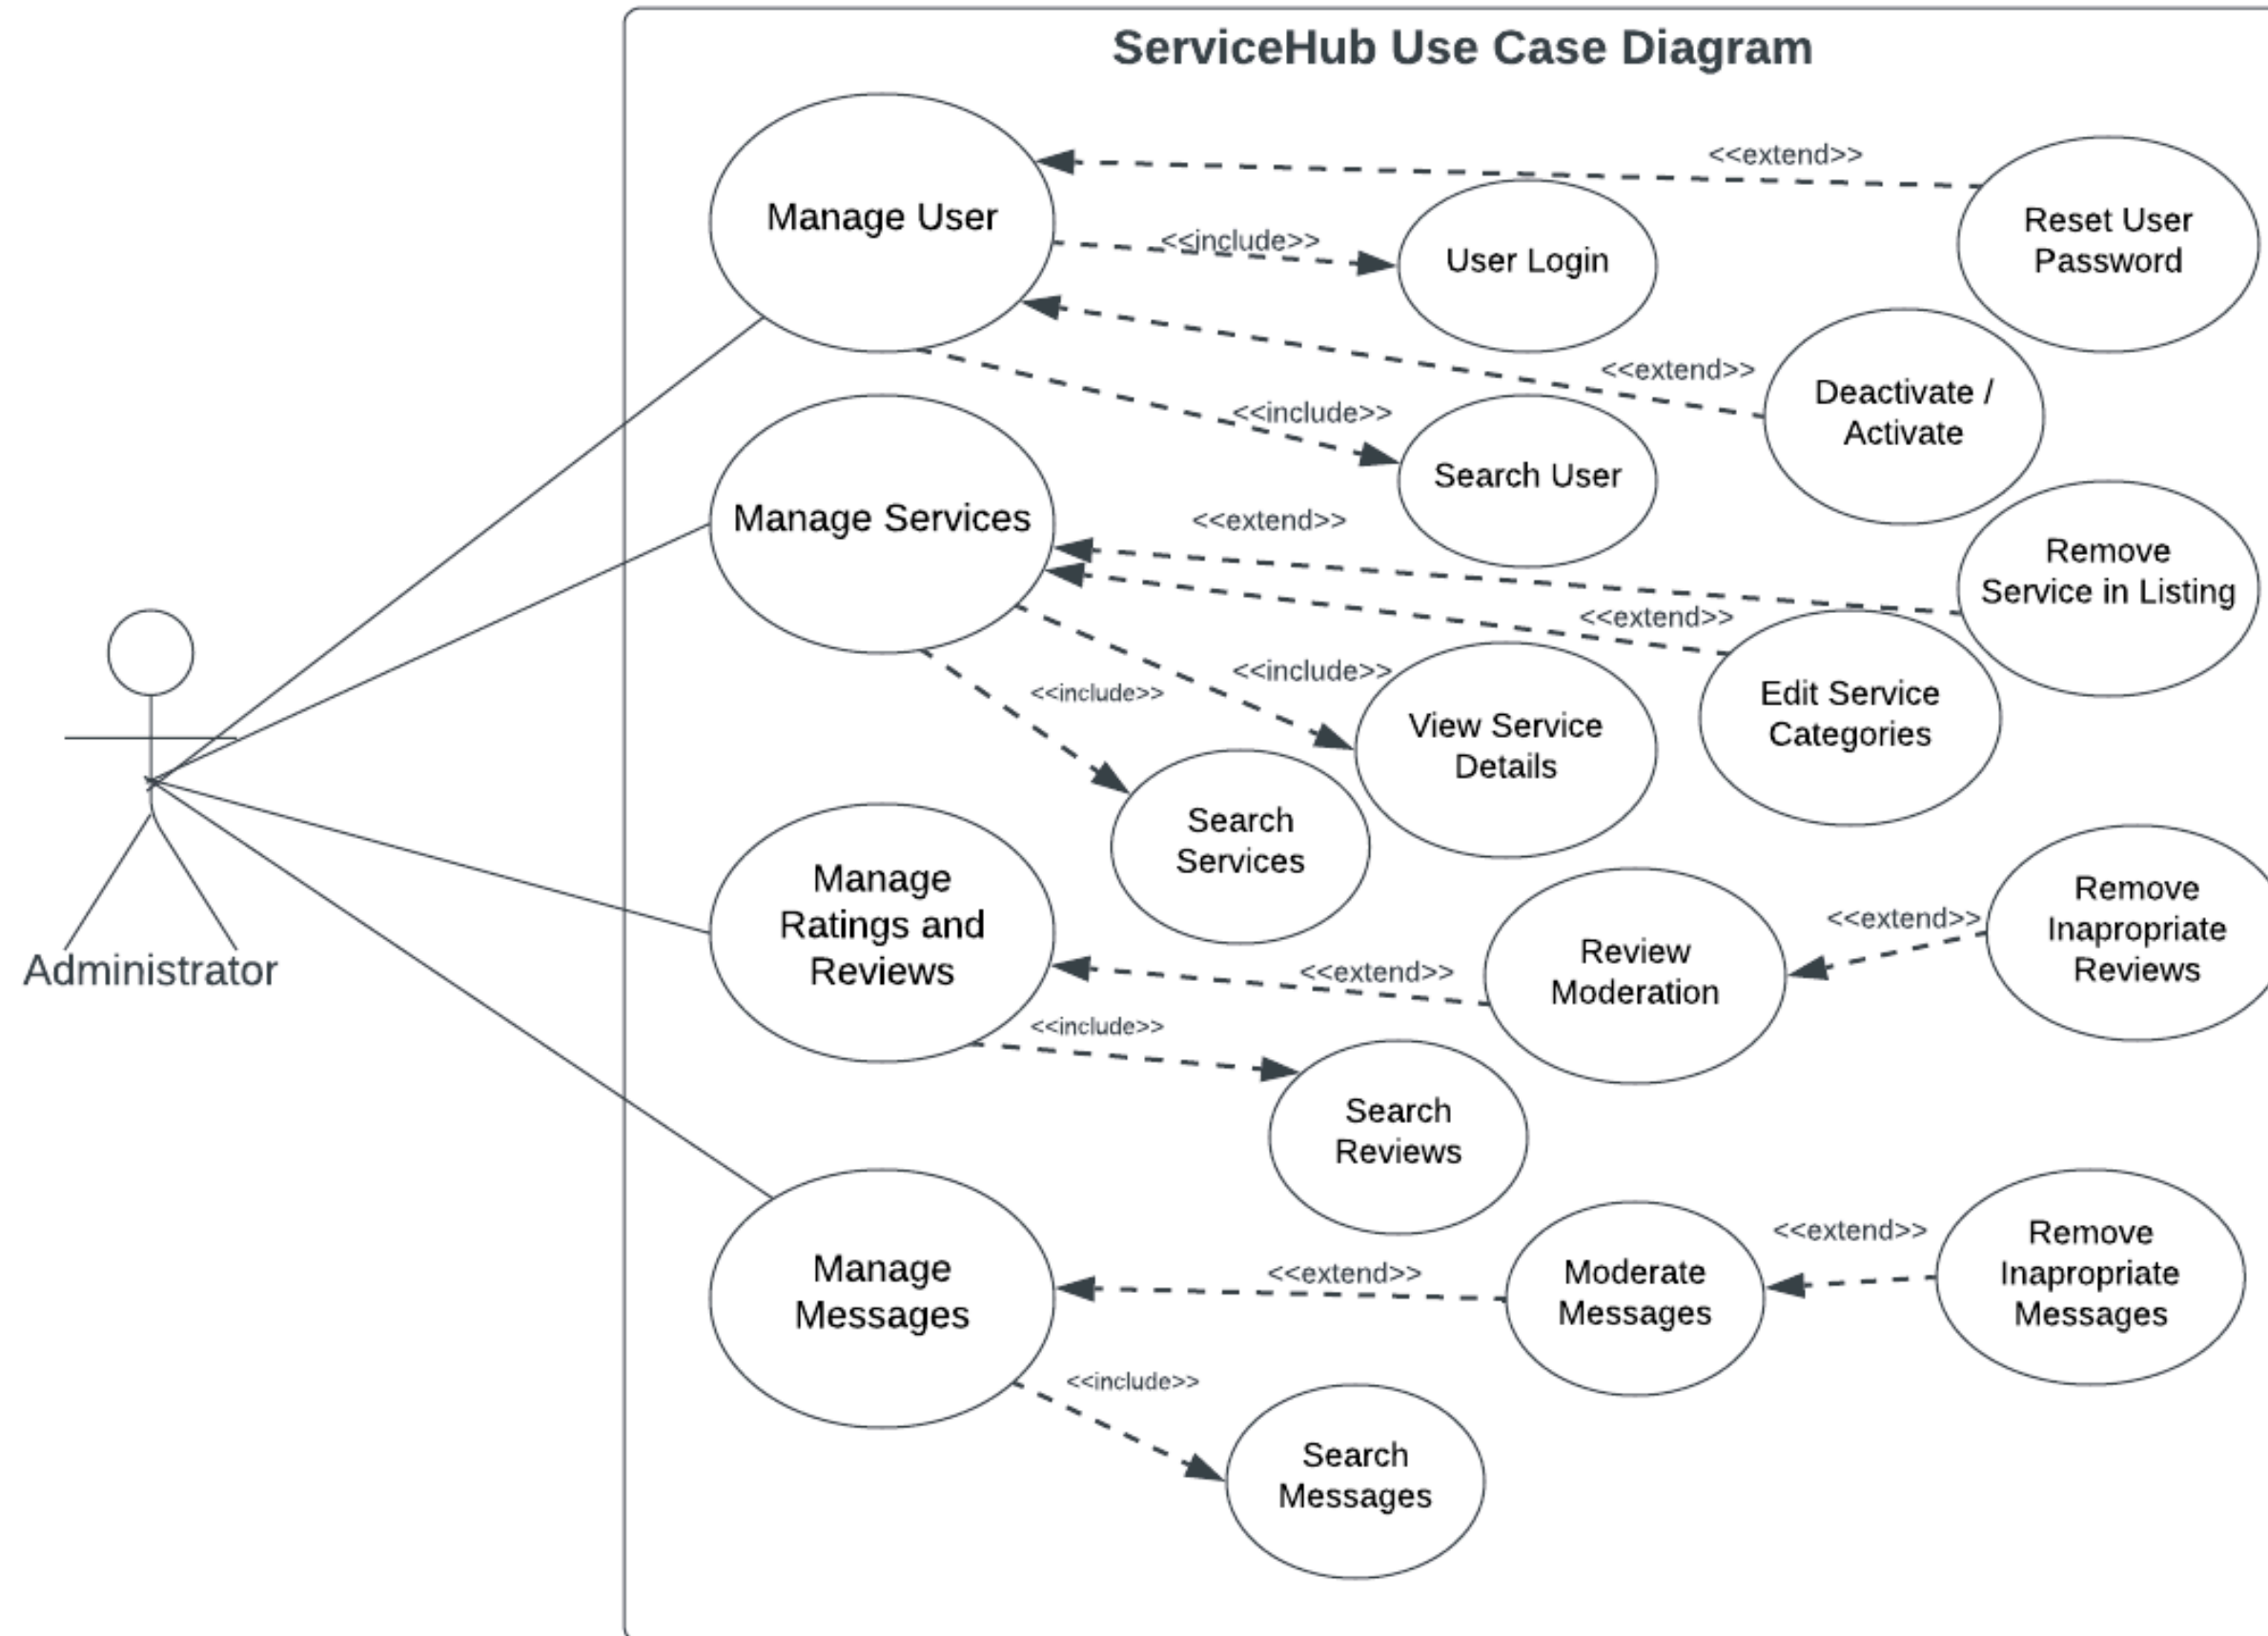 ServiceHub Use Case Diagram
<<extend>>
Manage User
Reset User
Password
<<include>>
User Login
<<extend>>
Deactivate /
Activate
<<include>>
Search User
Manage Services
<<extend>>
Remove
Service in Listing
<<extend>>
<<include>>
<<include>>
Edit Service
Categories
View Service
Details
Search
Services
Manage
Ratings and
Reviews
Remove
Inapropriate
Reviews
<<extend>>
Review
Moderation
<<extend>>
Administrator
<<include>>
Search
Reviews
Manage
Messages
<<extend>>
Moderate
Messages
<<extend>>
Remove
Inapropriate
Messages
<<include>>
Search
Messages